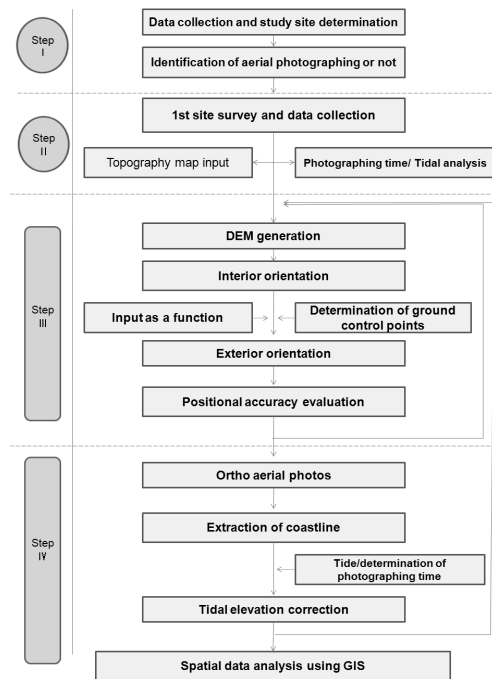 Data collection and study site determination
Step
I
Identification of aerial photographing or not
1st site survey and data collection
Step
II
Topography map input
Photographing time/ Tidal analysis
DEM generation
Interior orientation
Step
III
Input as a function
Determination of ground
control points
Exterior orientation
Positional accuracy evaluation
Ortho aerial photos
Extraction of coastline
Step
IV
Tide/determination of
photographing time
Tidal elevation correction
Spatial data analysis using GIS